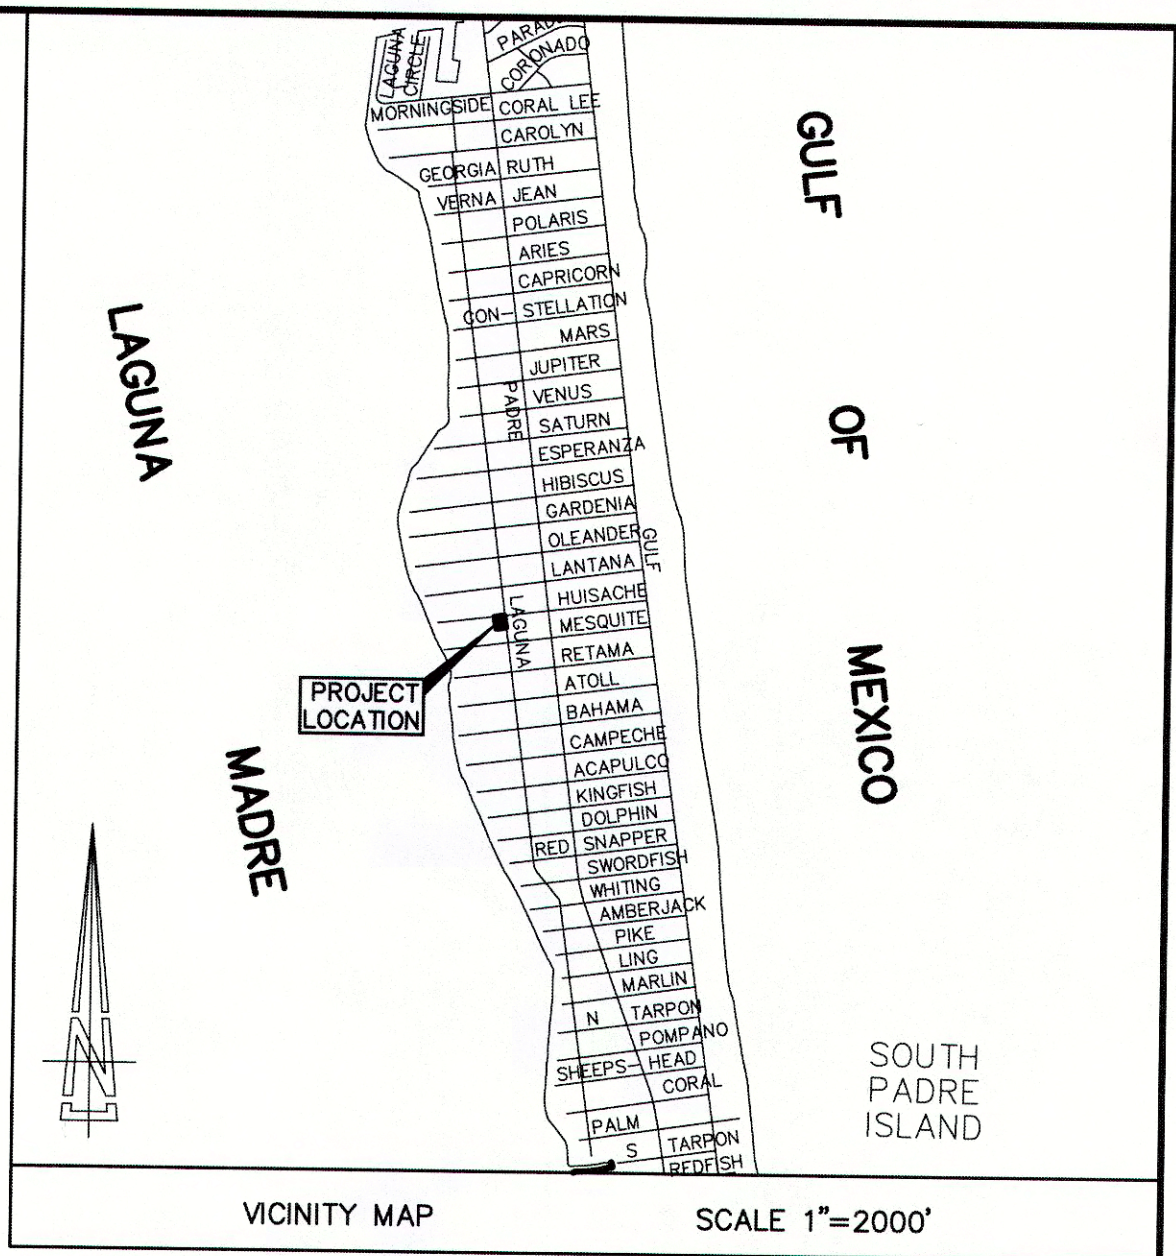 LAGUNA
CIRCLE
CORONADO
MORNINGSIDE
CORAL LEE
CAROLYN
GEORGIA
RUTH
VERNA
JEAN
POLARIS
ARIES
CAPRICORN
CON-
STELLATION
MARS
JUPITER
VENUS
PADRE
SATURN
ESPERANZA
HIBISCUS
GARDENIA
OLEANDER
GULF
LANTANA
HUISACHE
LAGUNA
MESQUITE
RETAMA
ATOLL
BAHAMA
CAMPECHE
ACAPULCO
KINGFISH
DOLPHIN
RED
SNAPPER
SWORDFISH
WHITING
AMBERJACK
PIKE
LING
MARLIN
N
TARPON
POMPANO
SHEEPS-
HEAD
CORAL
PALM
S
TARPON
REDFISH
PROJECT
LOCATION
LAGUNA
MADRE
GULF
OF
MEXICO
N
SOUTH
PADRE
ISLAND
VICINITY MAP
SCALE 1"=2000'